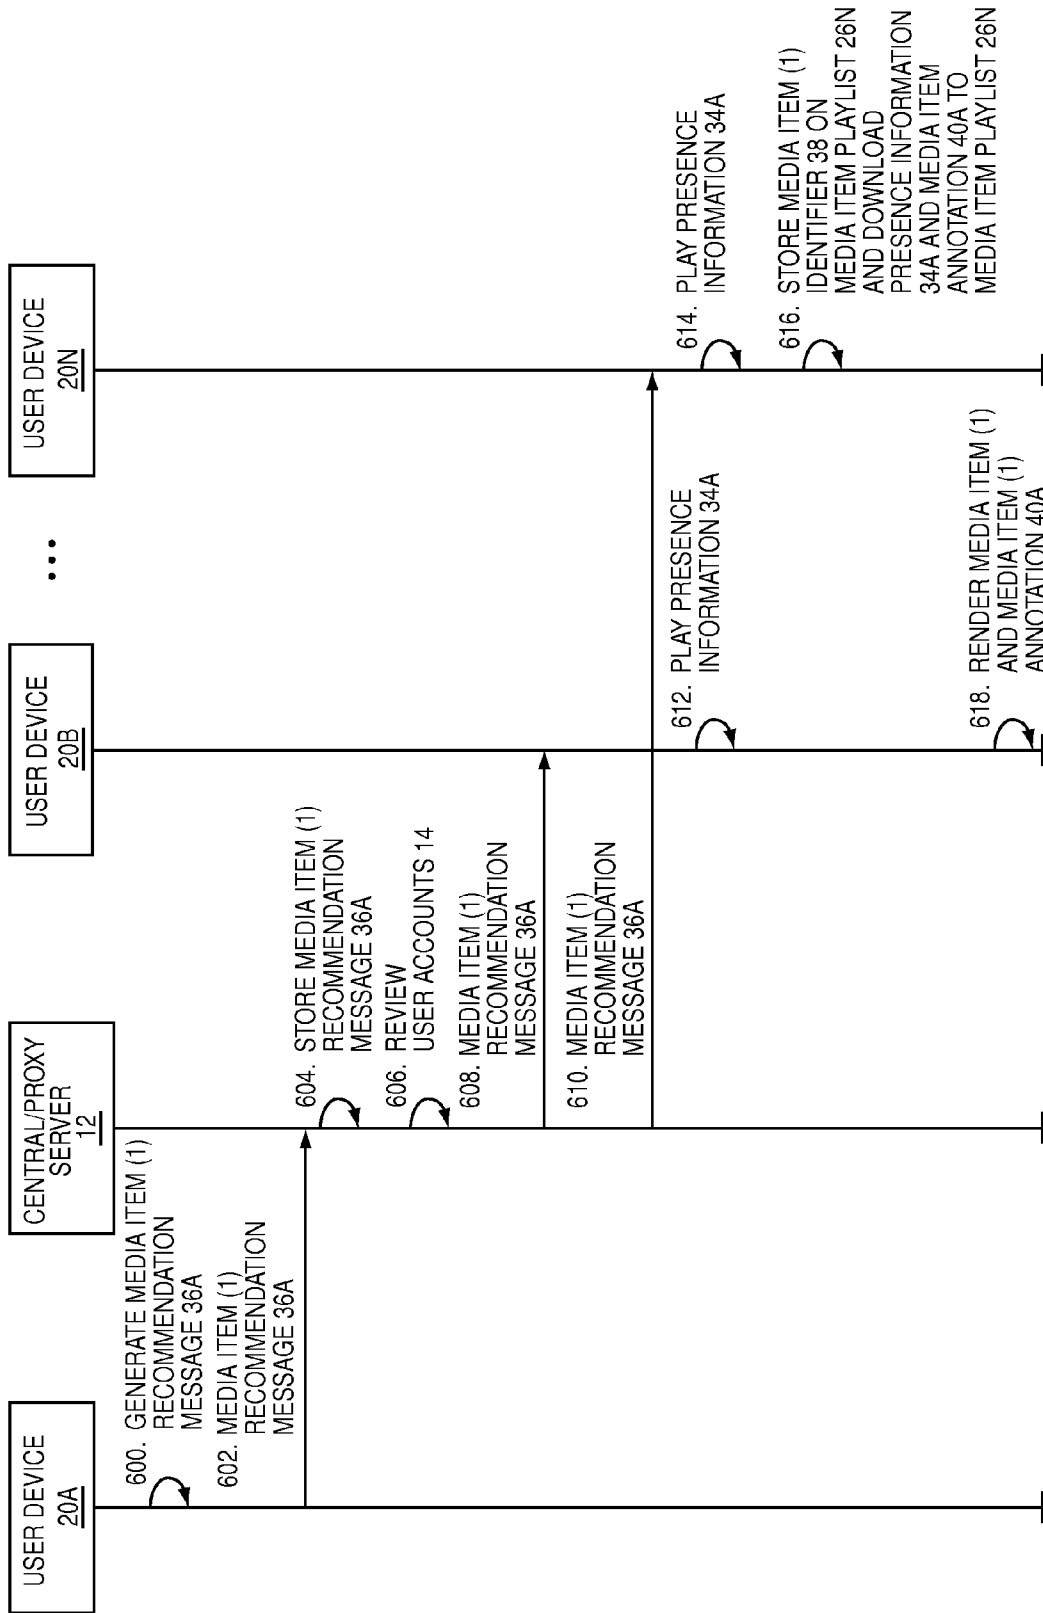 USER DEVICE
20A
CENTRAL/PROXY
SERVER
12
USER DEVICE
20B
...
USER DEVICE
20N
600. GENERATE MEDIA ITEM (1)
RECOMMENDATION
MESSAGE 36A
602. MEDIA ITEM (1)
RECOMMENDATION
MESSAGE 36A
604. STORE MEDIA ITEM (1)
RECOMMENDATION
MESSAGE 36A
606. REVIEW
USER ACCOUNTS 14
608. MEDIA ITEM (1)
RECOMMENDATION
MESSAGE 36A
610. MEDIA ITEM (1)
RECOMMENDATION
MESSAGE 36A
612. PLAY PRESENCE
INFORMATION 34A
614. PLAY PRESENCE
INFORMATION 34A
616. STORE MEDIA ITEM (1)
IDENTIFIER 38 ON
MEDIA ITEM PLAYLIST 26N
AND DOWNLOAD
PRESENCE INFORMATION
34A AND MEDIA ITEM
ANNOTATION 40A TO
MEDIA ITEM PLAYLIST 26N
618. RENDER MEDIA ITEM (1)
AND MEDIA ITEM (1)
ANNOTATION 40A